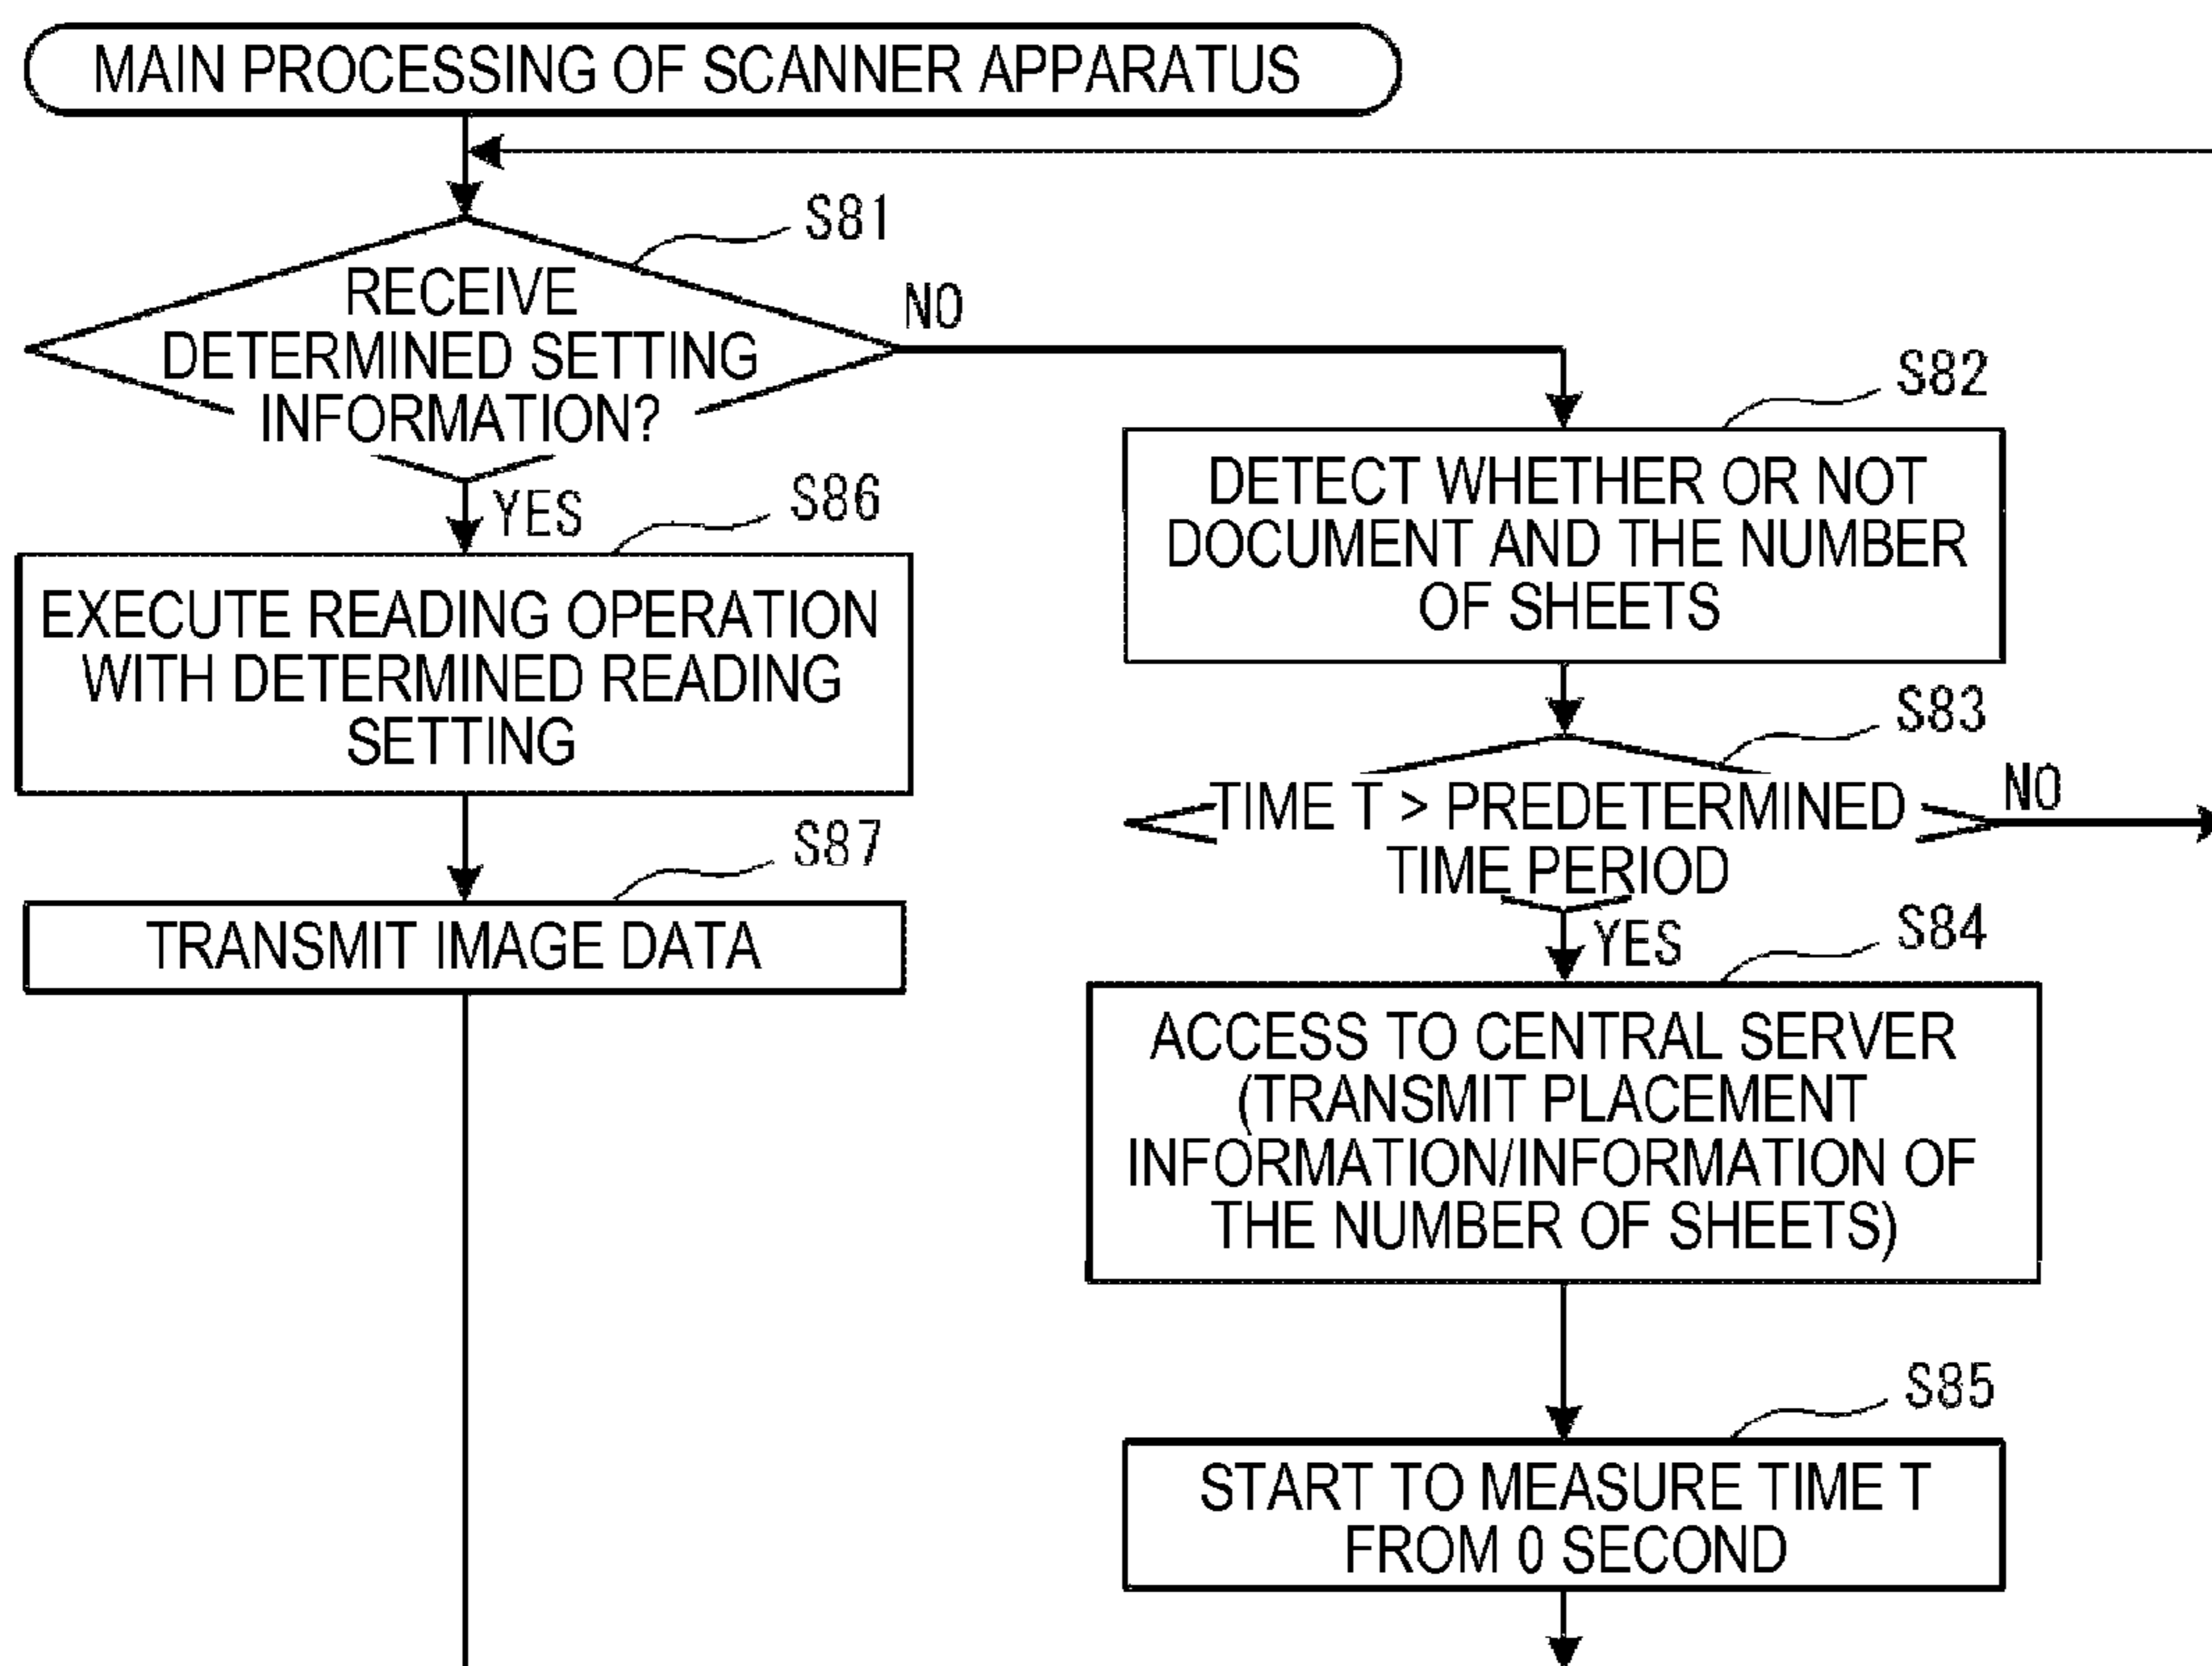 MAIN PROCESSING OF SCANNER APPARATUS
S81
RECEIVE
DETERMINED SETTING
INFORMATION?
NO
YES
S86
EXECUTE READING OPERATION
WITH DETERMINED READING
SETTING
S87
TRANSMIT IMAGE DATA
S82
DETECT WHETHER OR NOT
DOCUMENT AND THE NUMBER
OF SHEETS
S83
TIME T > PREDETERMINED
TIME PERIOD
NO
YES
S84
ACCESS TO CENTRAL SERVER
(TRANSMIT PLACEMENT
INFORMATION/INFORMATION OF
THE NUMBER OF SHEETS)
S85
START TO MEASURE TIME T
FROM 0 SECOND